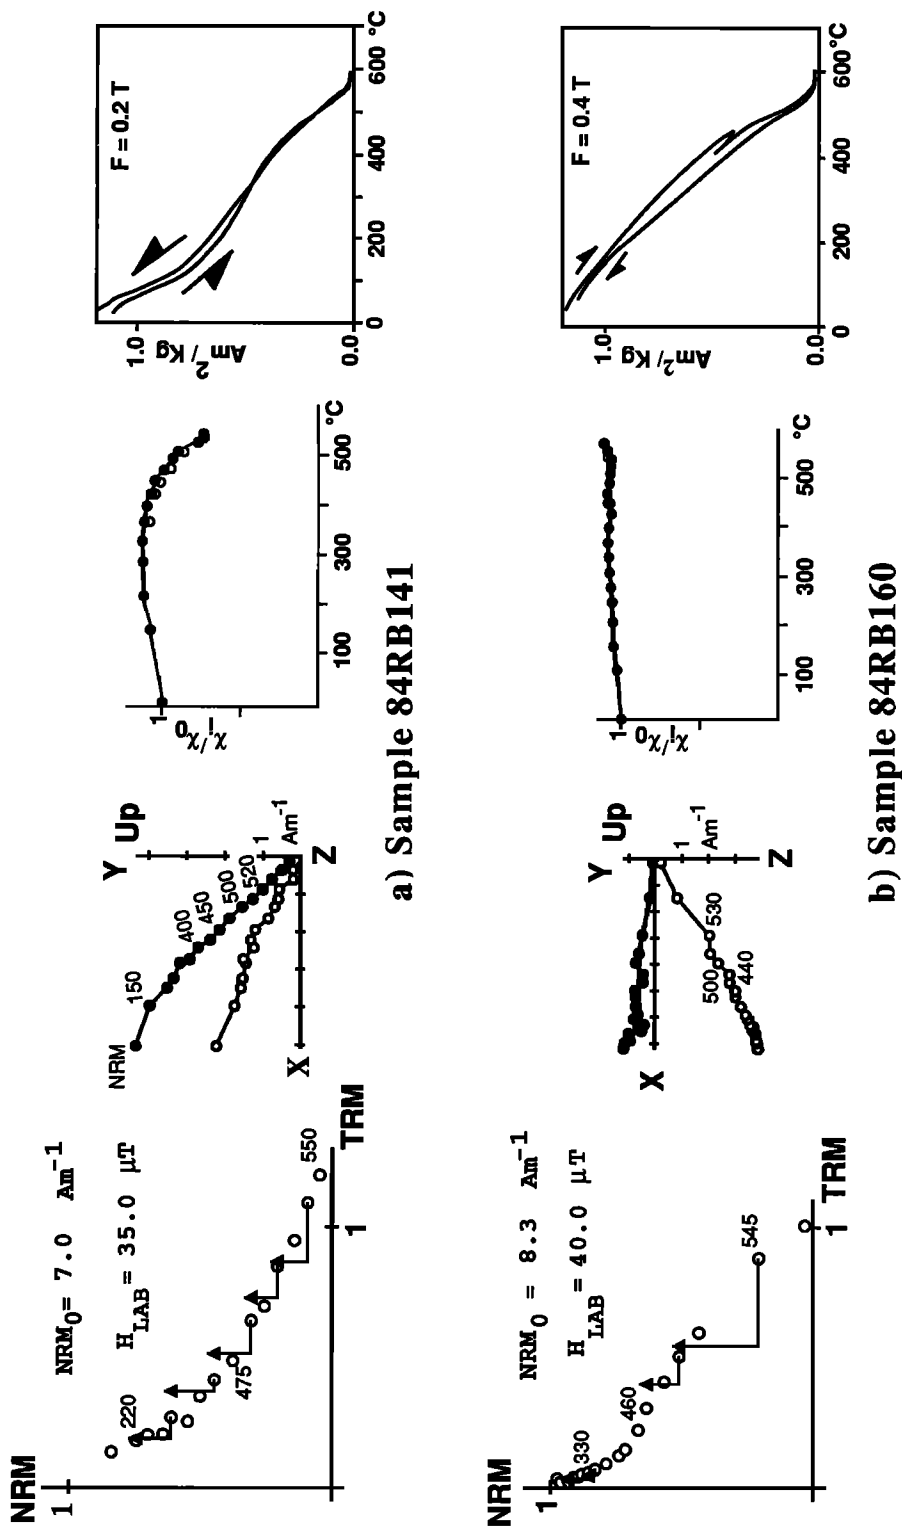 NRM
1
NRM₀= 7.0 Am⁻¹
H_LAB = 35.0 μT
220
475
550
1
TRM
Y Up
NRM
150
400
450
500
520
1
Am⁻¹
X
Z
1
χᵢ/χ₀
100
300
500
°C
F = 0.2 T
1.0
Am²/Kg
0.0
0
200
400
600
°C
a) Sample 84RB141
NRM
1
NRM₀ = 8.3 Am⁻¹
H_LAB = 40.0 μT
330
460
545
1
TRM
Y Up
1
Am⁻¹
X
500
440
530
Z
1
χᵢ/χ₀
100
300
500
°C
F = 0.4 T
1.0
Am²/Kg
0.0
0
200
400
600°C
b) Sample 84RB160